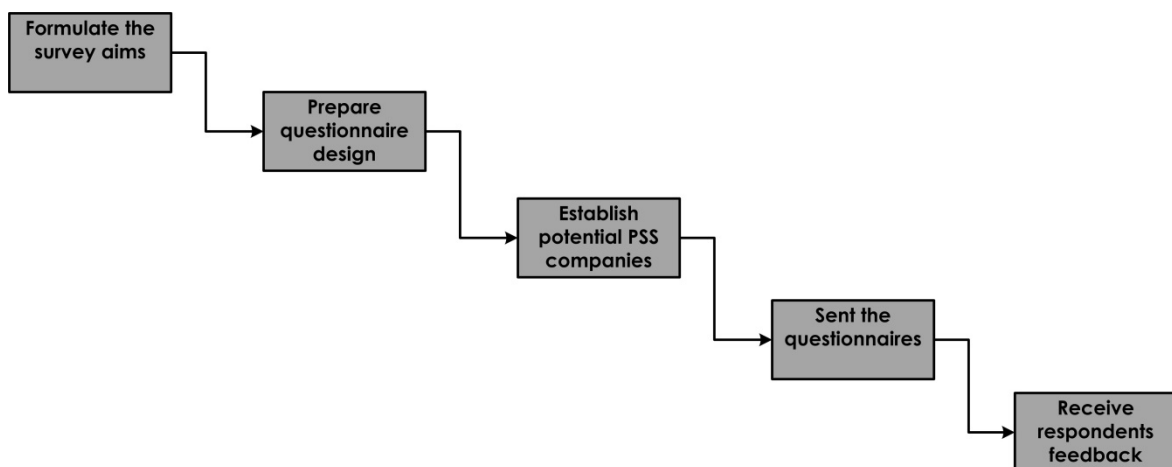 Formulate the
survey aims
Prepare
questionnaire
design
Establish
potential PSS
companies
Sent the
questionnaires
Receive
respondents
feedback